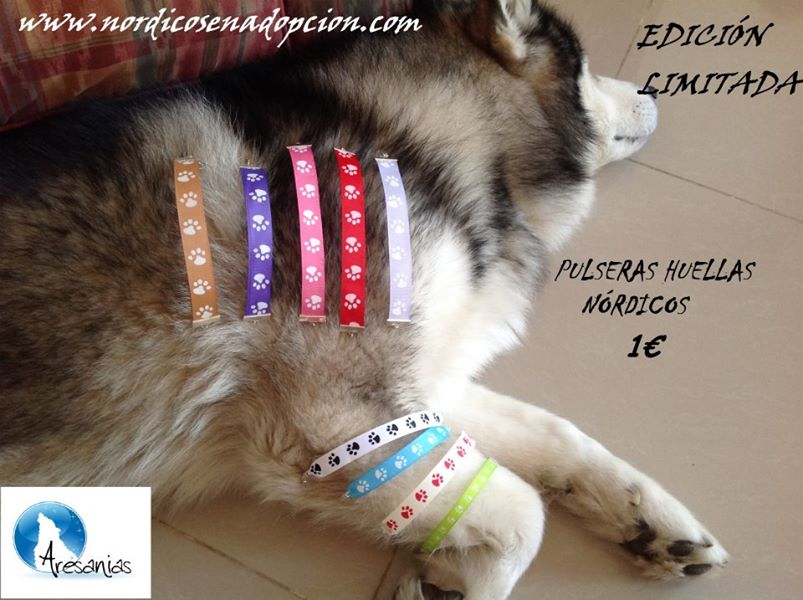 www.nordicosenadopcion.com
EDICIÓN
LIMITADA
PULSERAS HUELLAS
NÓRDICOS
1€
Aresanias